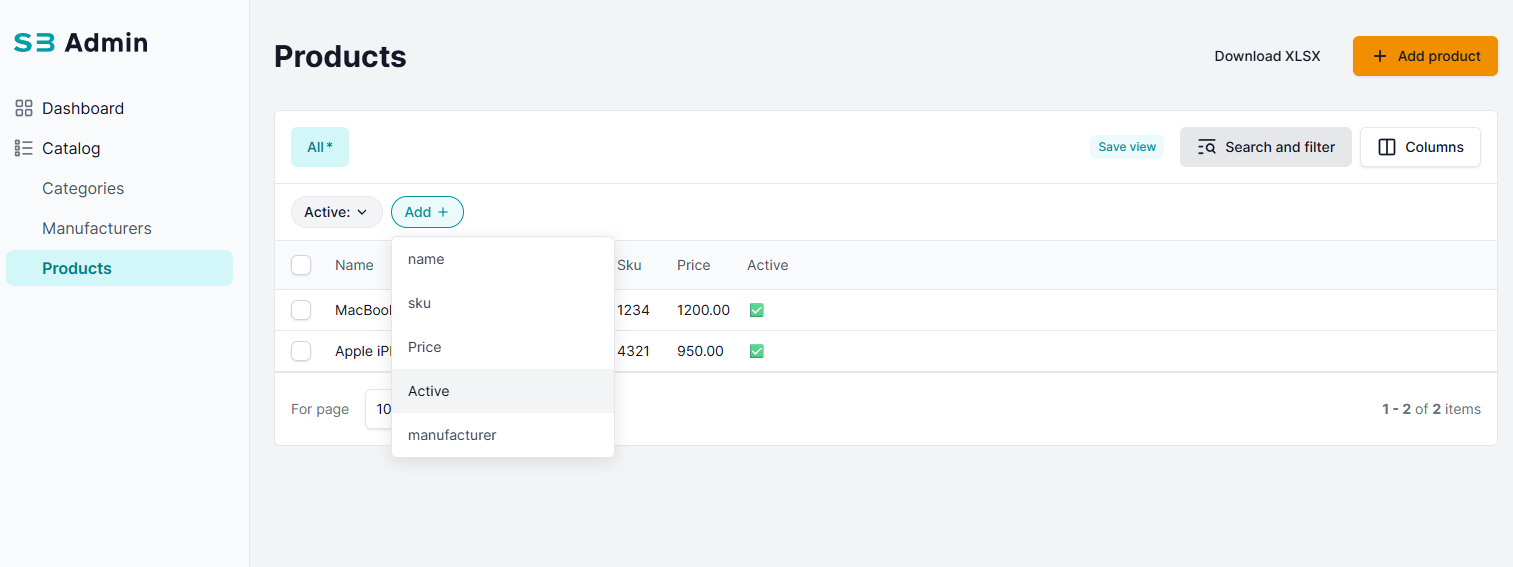 SB Admin
Dashboard
Catalog
Categories
Manufacturers
Products
Products
Download XLSX
+ Add product
All *
Save view
Search and filter
Columns
Active:
Add +
name
sku
Price
Active
manufacturer
Name Sku Price Active
1234 1200.00
Apple 4321 950.00
For page 10
1 - 2 of 2 items